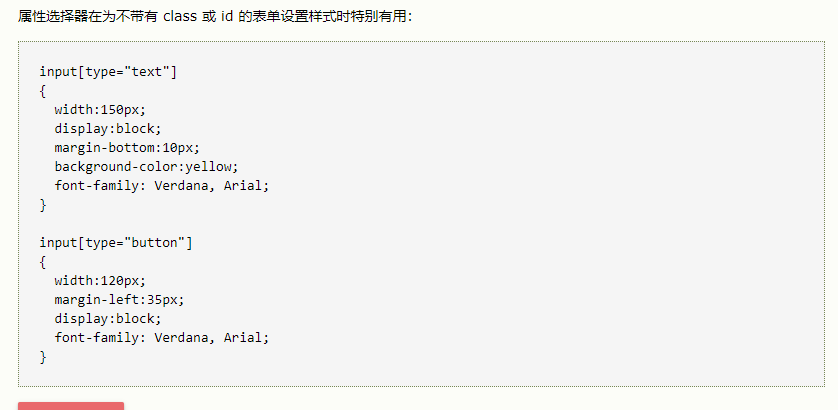 属性选择器在为不带有 class 或 id 的表单设置样式时特别有用：
input[type="text"]
{
  width:150px;
  display:block;
  margin-bottom:10px;
  background-color:yellow;
  font-family: Verdana, Arial;
}
input[type="button"]
{
  width:120px;
  margin-left:35px;
  display:block;
  font-family: Verdana, Arial;
}